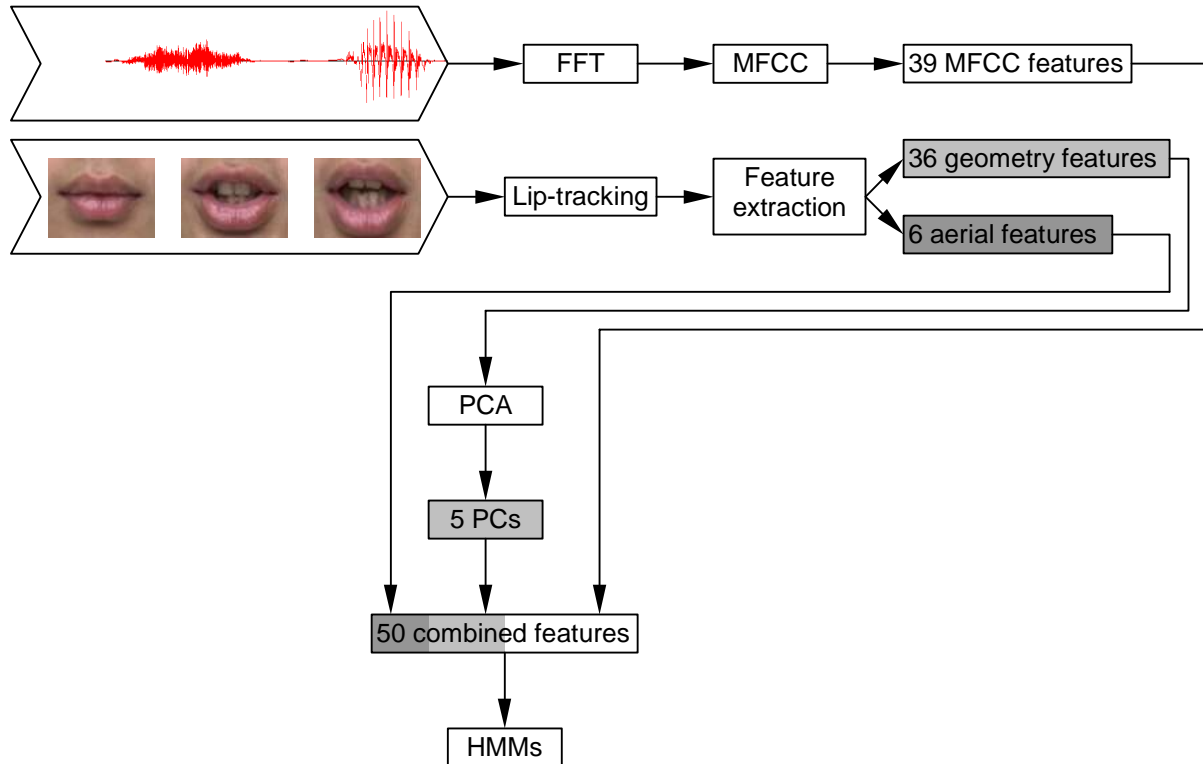 FFT
MFCC
39 MFCC features
Lip-tracking
Feature
extraction
36 geometry features
6 aerial features
PCA
5 PCs
50 combined features
HMMs